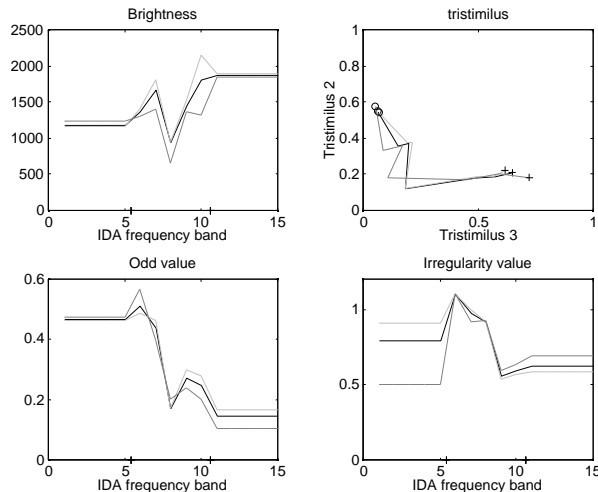 Brightness
2500
2000
1500
1000
500
0
0 5 10 15
IDA frequency band
tristimilus
1
0.8
0.6
0.4
0.2
0
0 0.5 1
Tristimilus 2
Tristimilus 3
Odd value
0.6
0.4
0.2
0
0 5 10 15
IDA frequency band
Irregularity value
1
0.5
0
0 5 10 15
IDA frequency band